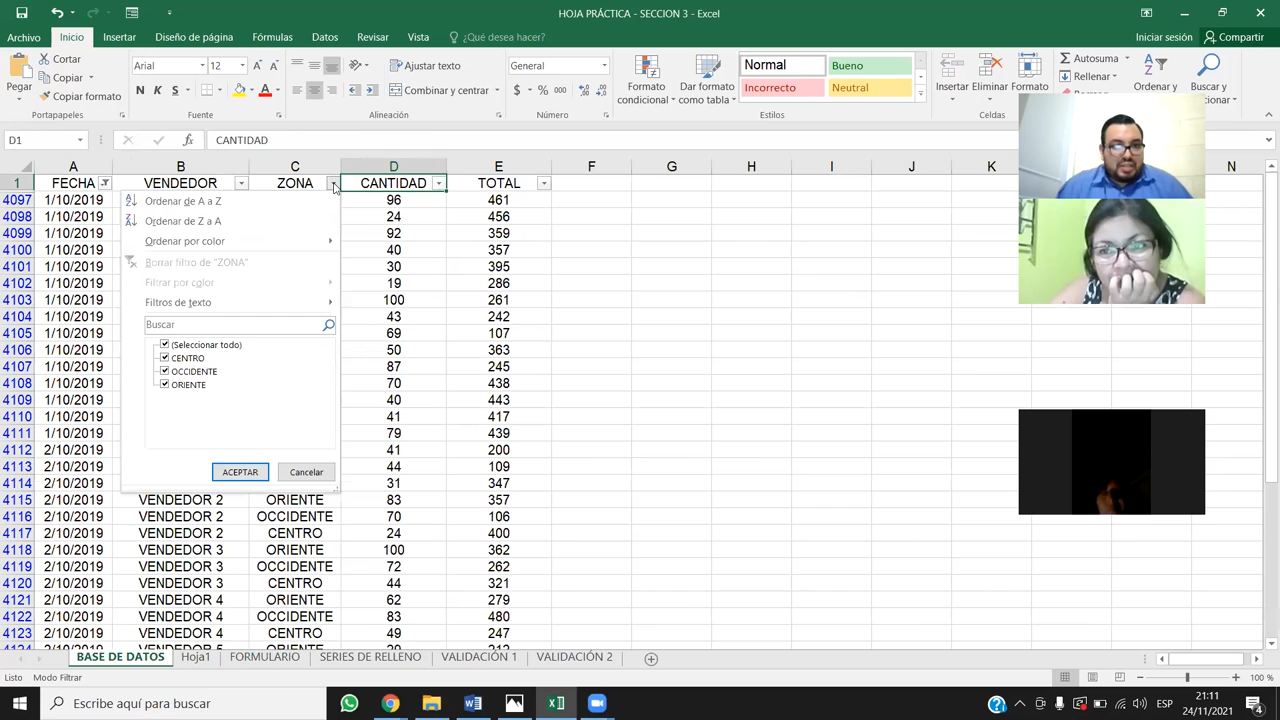 HOJA PRÁCTICA - SECCION 3 - Excel
Archivo Inicio Insertar Diseño de página Fórmulas Datos Revisar Vista ¿Qué desea hacer? Iniciar sesión Compartir
Cortar
Copiar
Copiar formato
Pegar
Portapapeles
Arial 12
N K S
Fuente
Ajustar texto
Combinar y centrar
Alineación
General
$ % 000
Número
Formato condicional
Dar formato como tabla
Normal Bueno
Incorrecto Neutral
Estilos
Insertar Eliminar Formato
Celdas
Autosuma
Rellenar
Ordenar y
Buscar y
D1 fx CANTIDAD
A B C D E F G H I J K N
1 FECHA VENDEDOR ZONA CANTIDAD TOTAL
4097 1/10/2019 96 461
4098 1/10/2019 24 456
4099 1/10/2019 92 359
4100 1/10/2019 40 357
4101 1/10/2019 30 395
4102 1/10/2019 19 286
4103 1/10/2019 100 261
4104 1/10/2019 43 242
4105 1/10/2019 69 107
4106 1/10/2019 50 363
4107 1/10/2019 87 245
4108 1/10/2019 70 438
4109 1/10/2019 40 443
4110 1/10/2019 41 417
4111 1/10/2019 79 439
4112 2/10/2019 41 200
4113 2/10/2019 44 109
4114 2/10/2019 31 347
4115 2/10/2019 VENDEDOR 2 ORIENTE 83 357
4116 2/10/2019 VENDEDOR 2 OCCIDENTE 70 106
4117 2/10/2019 VENDEDOR 2 CENTRO 24 400
4118 2/10/2019 VENDEDOR 3 ORIENTE 100 362
4119 2/10/2019 VENDEDOR 3 OCCIDENTE 72 262
4120 2/10/2019 VENDEDOR 3 CENTRO 44 321
4121 2/10/2019 VENDEDOR 4 ORIENTE 62 279
4122 2/10/2019 VENDEDOR 4 OCCIDENTE 83 480
4123 2/10/2019 VENDEDOR 4 CENTRO 49 247
Ordenar de A a Z
Ordenar de Z a A
Ordenar por color
Borrar filtro de "ZONA"
Filtrar por color
Filtros de texto
Buscar
(Seleccionar todo)
CENTRO
OCCIDENTE
ORIENTE
ACEPTAR Cancelar
BASE DE DATOS Hoja1 FORMULARIO SERIES DE RELLENO VALIDACIÓN 1 VALIDACIÓN 2
Listo Modo Filtrar 100 %
Escribe aquí para buscar
ESP
21:11
24/11/2021